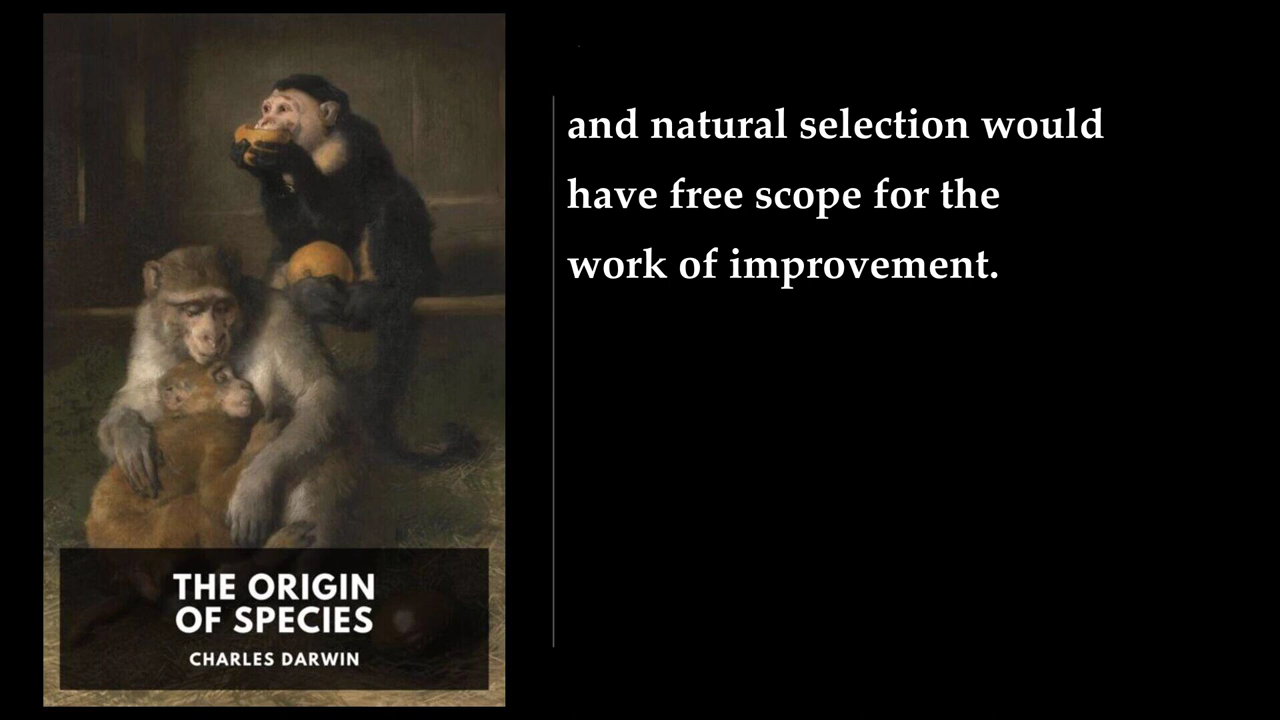 and natural selection would
have free scope for the
work of improvement.
THE ORIGIN
OF SPECIES
CHARLES DARWIN